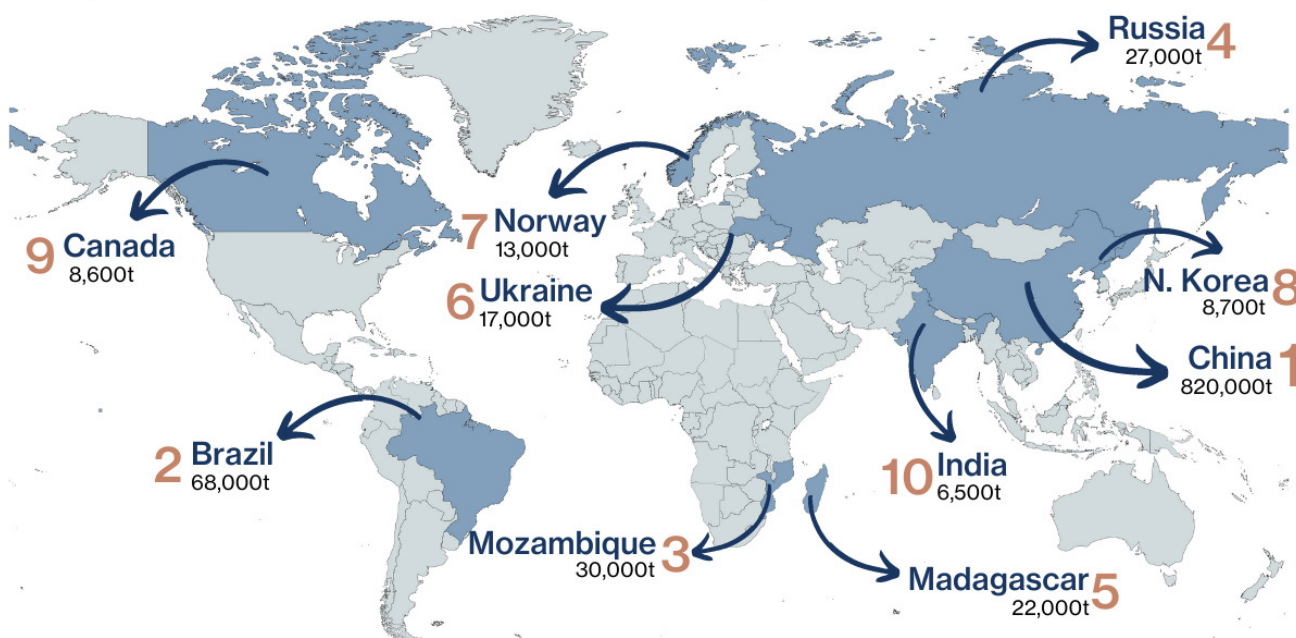 Russia 4
27,000t
7 Norway
13,000t
9 Canada
8,600t
6 Ukraine
17,000t
N. Korea 8
8,700t
China 1
820,000t
2 Brazil
68,000t
10 India
6,500t
Mozambique 3
30,000t
Madagascar 5
22,000t